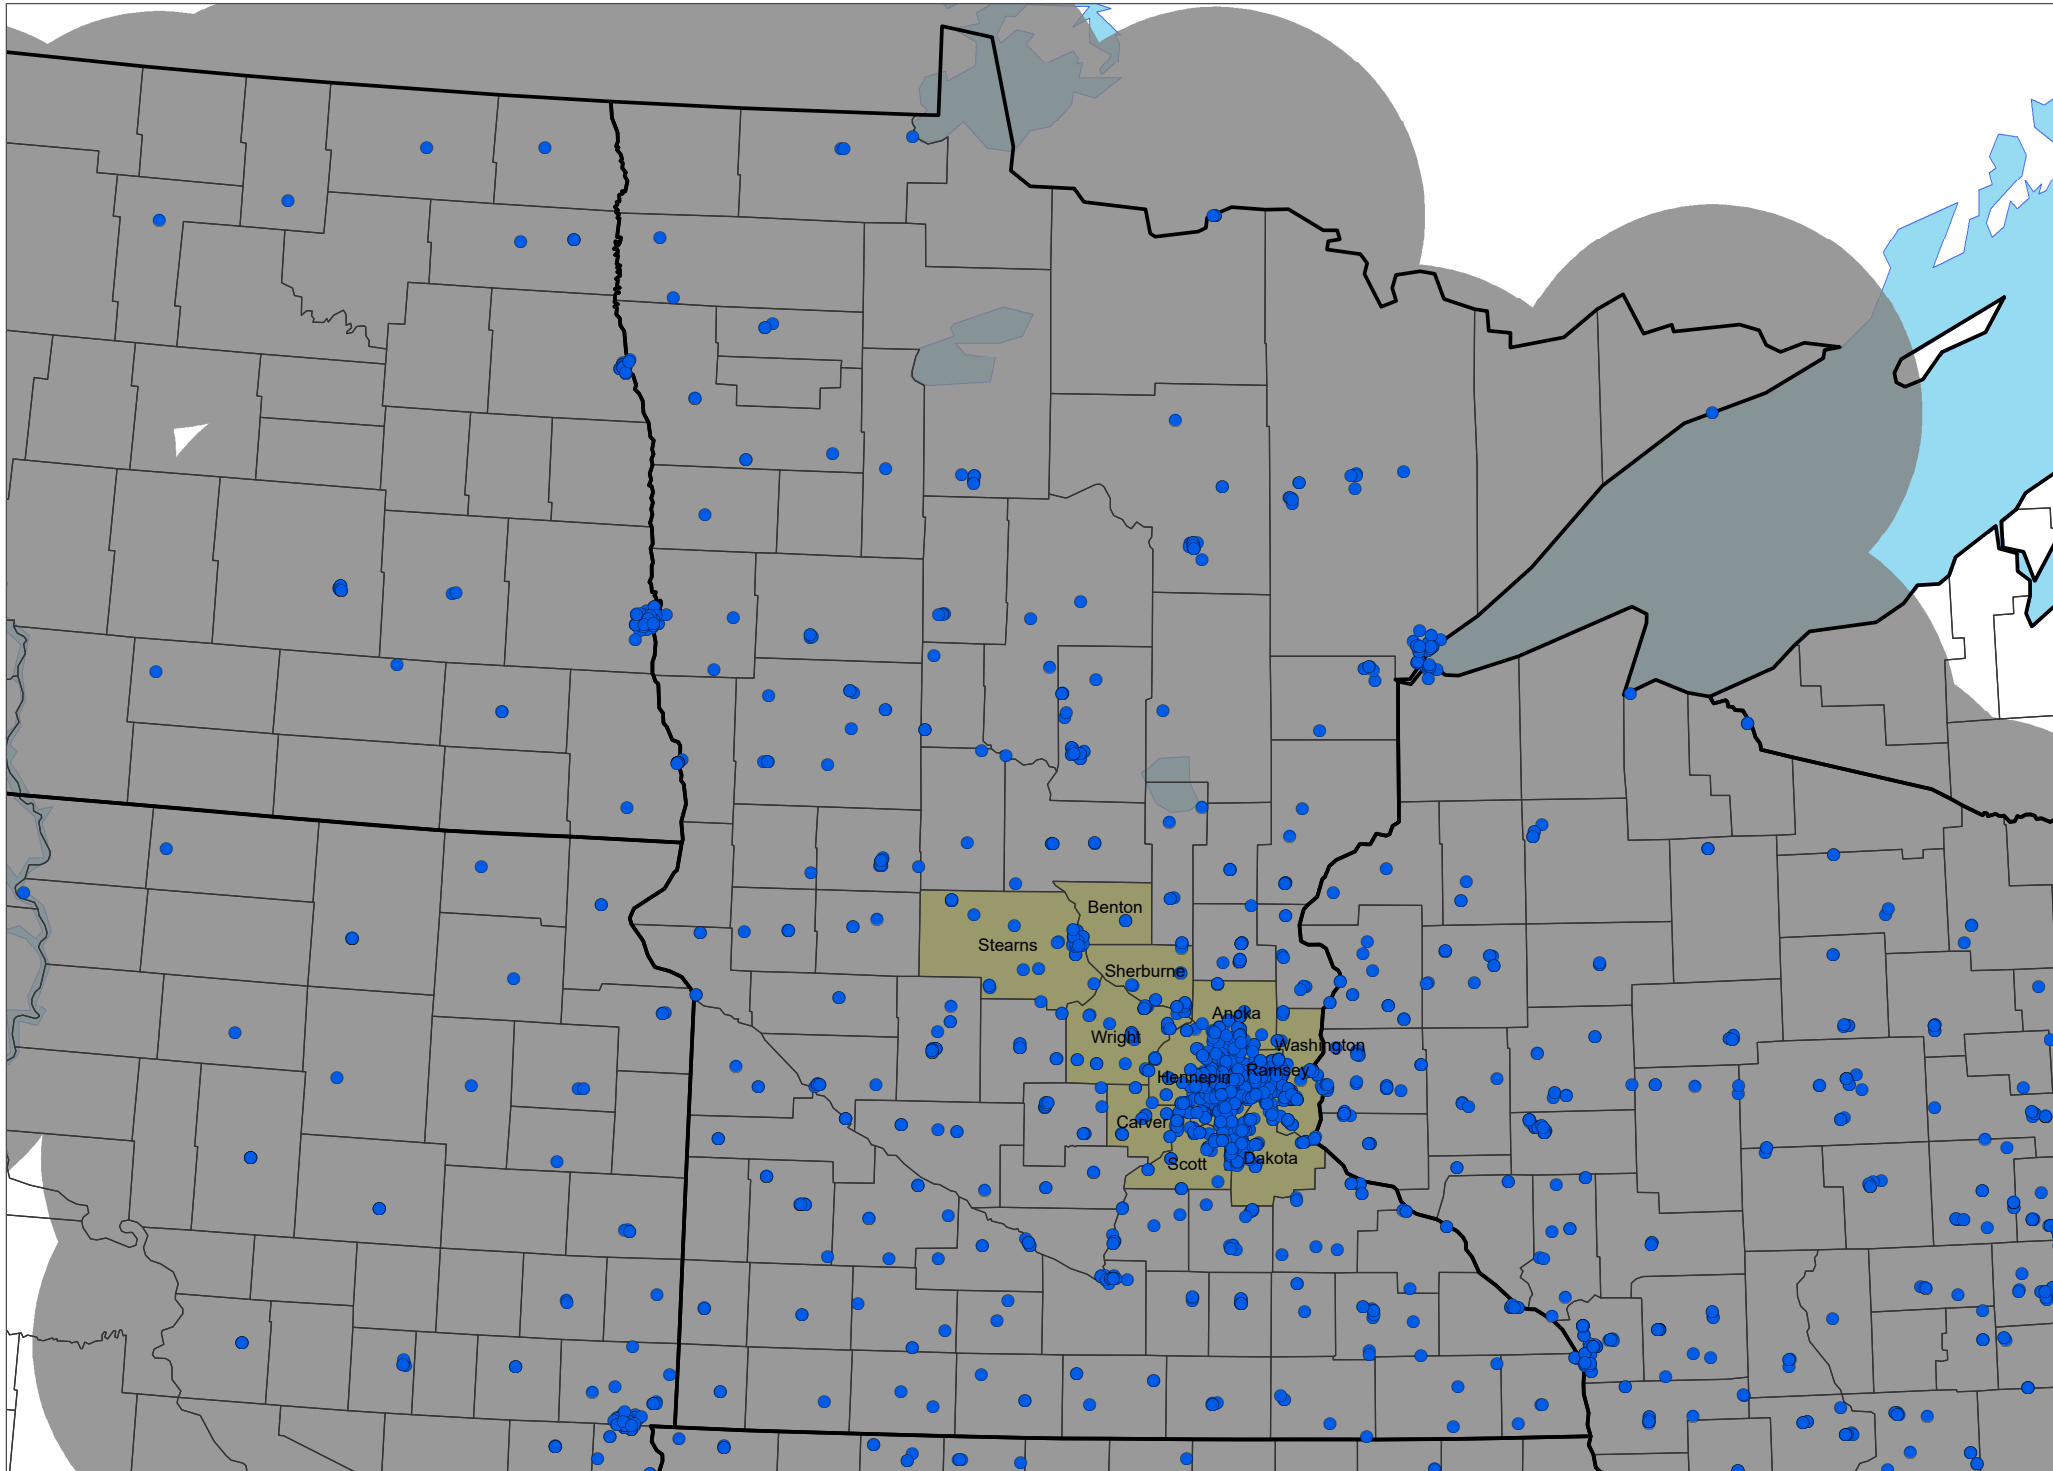 Benton
Stearns
Sherburne
Anoka
Wright
Washington
Hennepin
Ramsey
Carver
Scott
Dakota